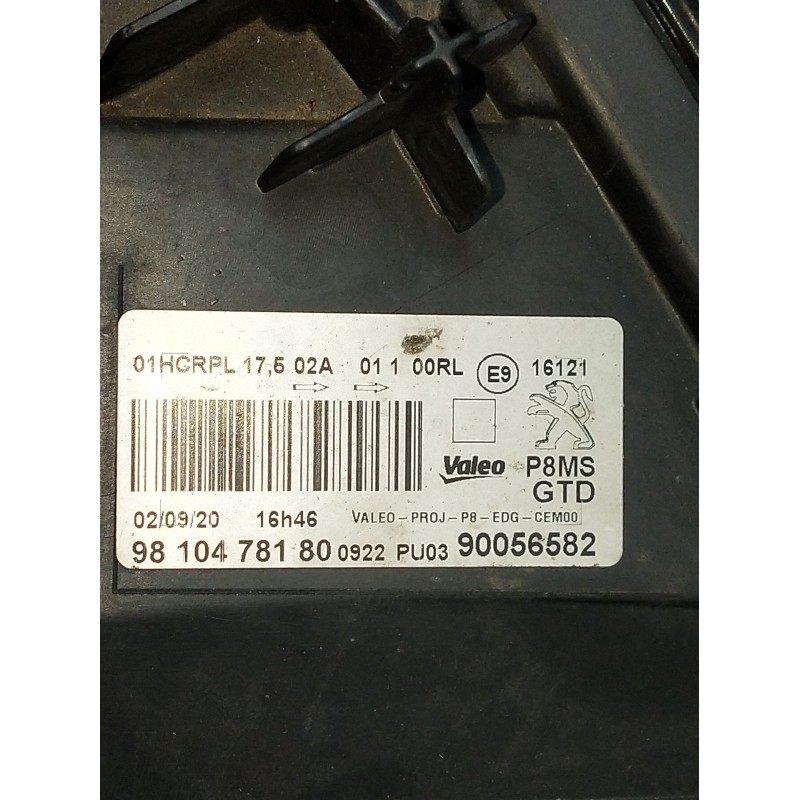 01HCRPL 17,5 02A 01 1 00RL E9 16121
Valeo P8MS
GTD
02/09/20 16h46 VALEO-PROJ-P8-EDG-CEM00
98 104 781 80 0922 PU03 90056582